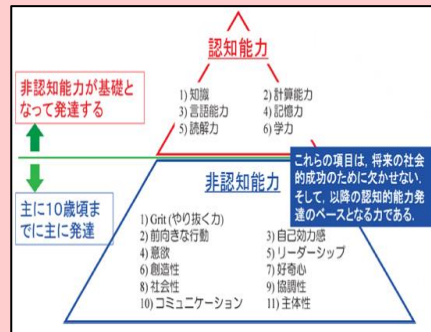 認知能力
1) 知識 2) 計算能力
3) 言語能力 4) 記憶力
5) 読解力 6) 学力
非認知能力が基礎と
なって発達する
主に10歳頃ま
でに主に発達
これらの項目は, 将来の社会
的成功のために欠かせない,
そして, 以降の認知的能力発
達のベースとなる力である.
非認知能力
1) Grit (やり抜く力)
2) 前向きな行動 3) 自己効力感
4) 意欲 5) リーダーシップ
6) 創造性 7) 好奇心
8) 社会性 9) 協調性
10) コミュニケーション 11) 主体性